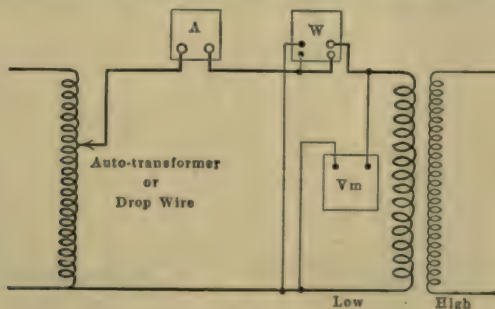 A
W
Auto-transformer
or
Drop Wire
Vm
Low
High